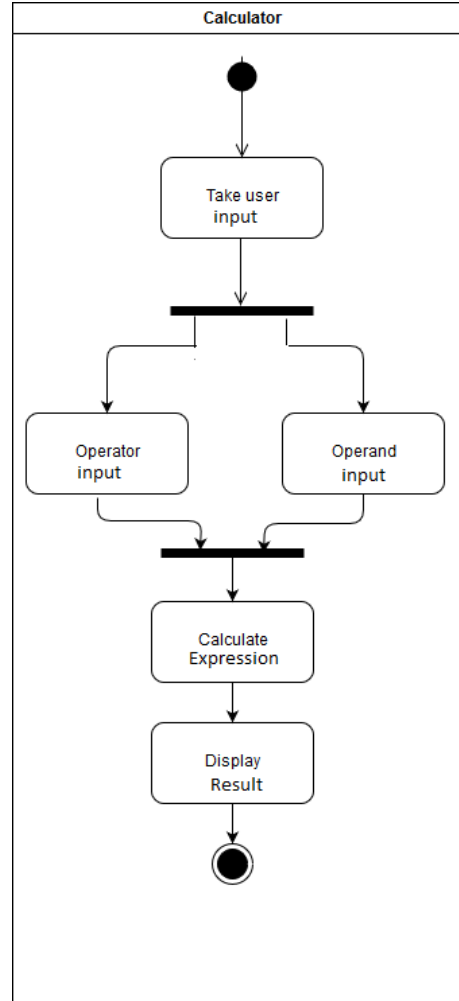 Calculator
Take user
input
Operator
input
Operand
input
Calculate
Expression
Display
Result